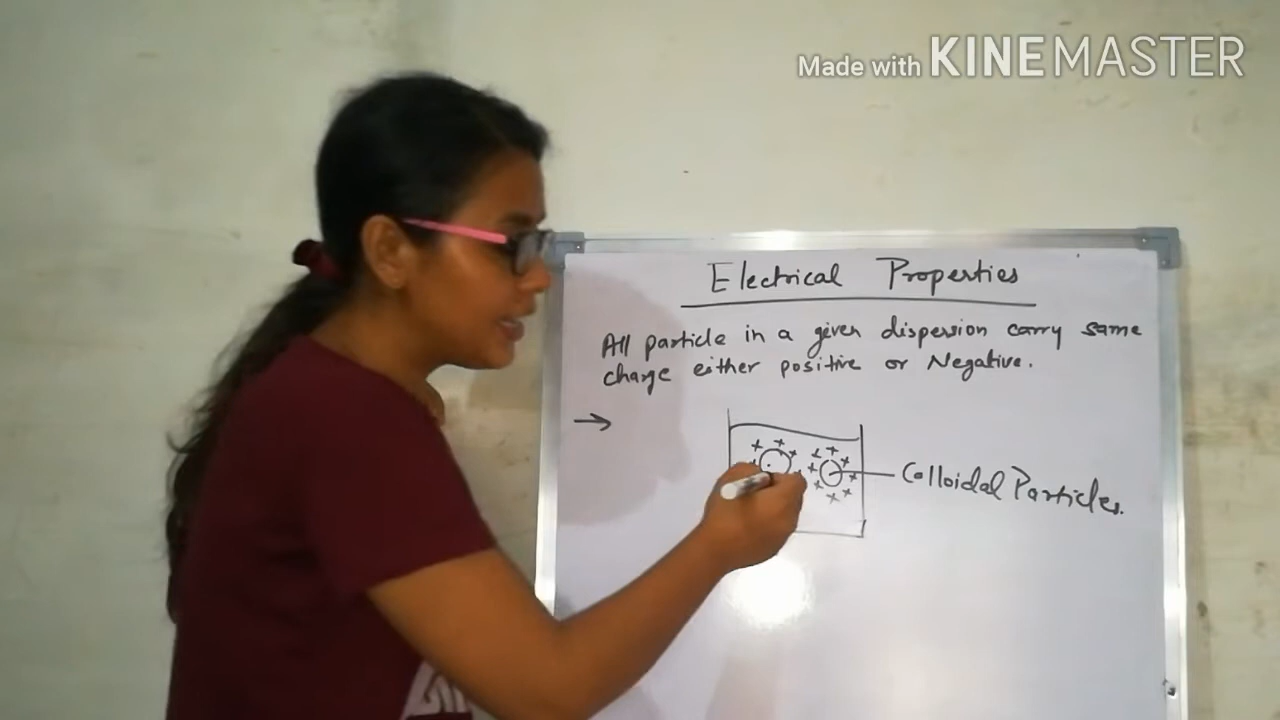 Made with KINEMASTER
Electrical Properties
All particle in a given dispersion carry same
charge either positive or Negative.
→
Colloidal Particles.